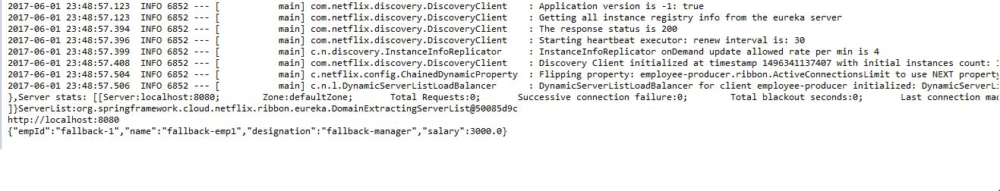 2017-06-01 23:48:57.123  INFO 6852 --- [           main] com.netflix.discovery.DiscoveryClient    : Application version is -1: true
2017-06-01 23:48:57.123  INFO 6852 --- [           main] com.netflix.discovery.DiscoveryClient    : Getting all instance registry info from the eureka server
2017-06-01 23:48:57.394  INFO 6852 --- [           main] com.netflix.discovery.DiscoveryClient    : The response status is 200
2017-06-01 23:48:57.396  INFO 6852 --- [           main] com.netflix.discovery.DiscoveryClient    : Starting heartbeat executor: renew interval is: 30
2017-06-01 23:48:57.399  INFO 6852 --- [           main] c.n.discovery.InstanceInfoReplicator     : InstanceInfoReplicator onDemand update allowed rate per min is 4
2017-06-01 23:48:57.408  INFO 6852 --- [           main] com.netflix.discovery.DiscoveryClient    : Discovery Client initialized at timestamp 1496341137407 with initial instances count:
2017-06-01 23:48:57.504  INFO 6852 --- [           main] c.netflix.config.ChainedDynamicProperty  : Flipping property: employee-producer.ribbon.ActiveConnectionsLimit to use NEXT property
2017-06-01 23:48:57.506  INFO 6852 --- [           main] c.n.l.DynamicServerListLoadBalancer      : DynamicServerListLoadBalancer for client employee-producer initialized: DynamicServerLi
},Server stats: [[Server:localhost:8080;	Zone:defaultZone;	Total Requests:0;	Successive connection failure:0;	Total blackout seconds:0;	Last connection mad
]}ServerList:org.springframework.cloud.netflix.ribbon.eureka.DomainExtractingServerList@50085d9c
http://localhost:8080
{"empId":"fallback-1","name":"fallback-emp1","designation":"fallback-manager","salary":3000.0}